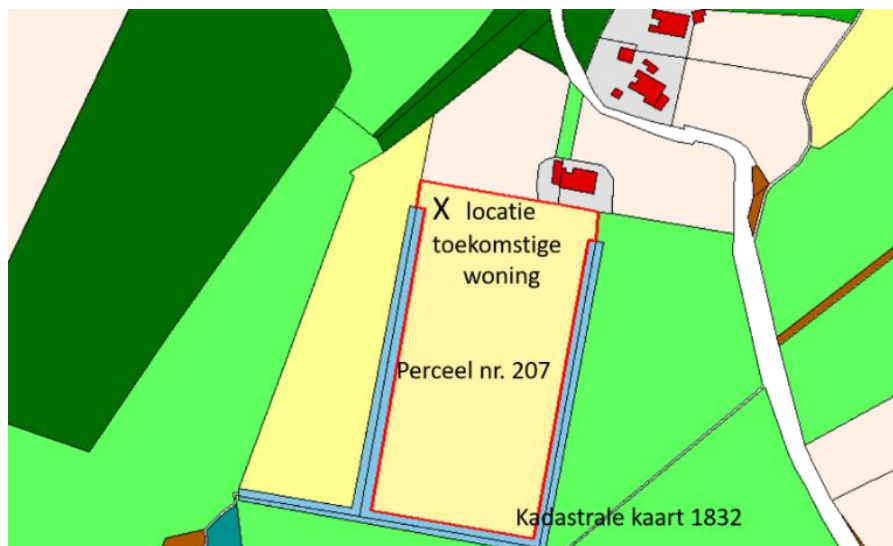 X locatie
toekomstige
woning
Perceel nr. 207
Kadastrale kaart 1832